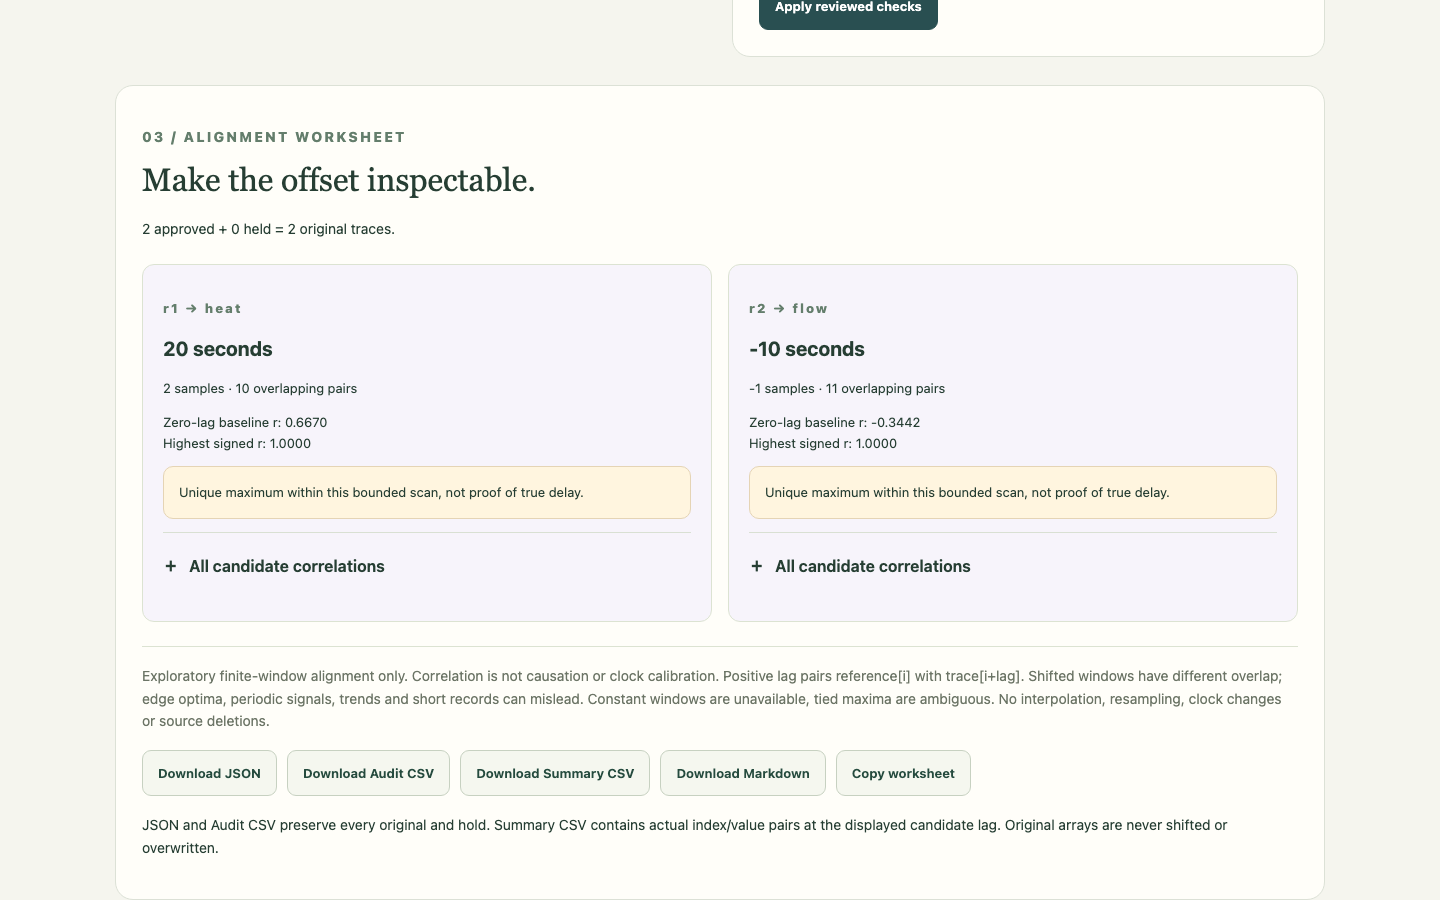 Apply reviewed checks
03 / ALIGNMENT WORKSHEET
Make the offset inspectable.
2 approved + 0 held = 2 original traces.
r1 → heat
20 seconds
2 samples · 10 overlapping pairs
Zero-lag baseline r: 0.6670
Highest signed r: 1.0000
Unique maximum within this bounded scan, not proof of true delay.
+ All candidate correlations
r2 → flow
-10 seconds
-1 samples · 11 overlapping pairs
Zero-lag baseline r: -0.3442
Highest signed r: 1.0000
Unique maximum within this bounded scan, not proof of true delay.
+ All candidate correlations
Exploratory finite-window alignment only. Correlation is not causation or clock calibration. Positive lag pairs reference[i] with trace[i+lag]. Shifted windows have different overlap;
edge optima, periodic signals, trends and short records can mislead. Constant windows are unavailable, tied maxima are ambiguous. No interpolation, resampling, clock changes
or source deletions.
Download JSON
Download Audit CSV
Download Summary CSV
Download Markdown
Copy worksheet
JSON and Audit CSV preserve every original and hold. Summary CSV contains actual index/value pairs at the displayed candidate lag. Original arrays are never shifted or
overwritten.